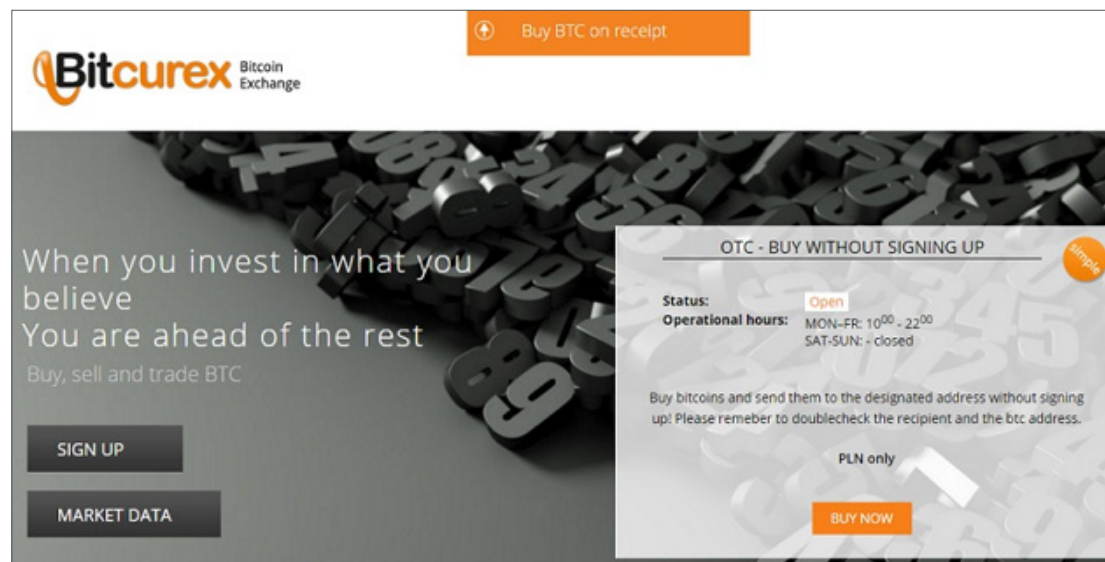 Buy BTC on receipt
Bitcurex Bitcoin
Exchange
When you invest in what you
believe
You are ahead of the rest
Buy, sell and trade BTC
SIGN UP
MARKET DATA
OTC - BUY WITHOUT SIGNING UP
simple
Status: Open
Operational hours: MON-FR: 10⁰⁰ - 22⁰⁰
SAT-SUN: - closed
Buy bitcoins and send them to the designated address without signing
up! Please remeber to doublecheck the recipient and the btc address.
PLN only
BUY NOW